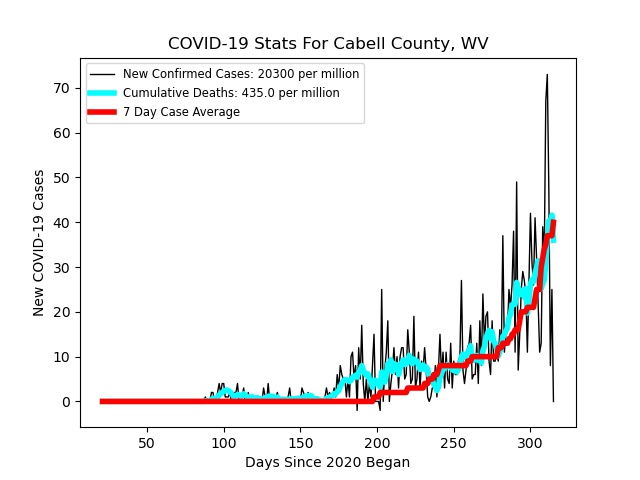 COVID-19 Stats For Cabell County, WV
New Confirmed Cases: 20300 per million
Cumulative Deaths: 435.0 per million
7 Day Case Average
New COVID-19 Cases
70
60
50
40
30
20
10
0
50 100 150 200 250 300
Days Since 2020 Began